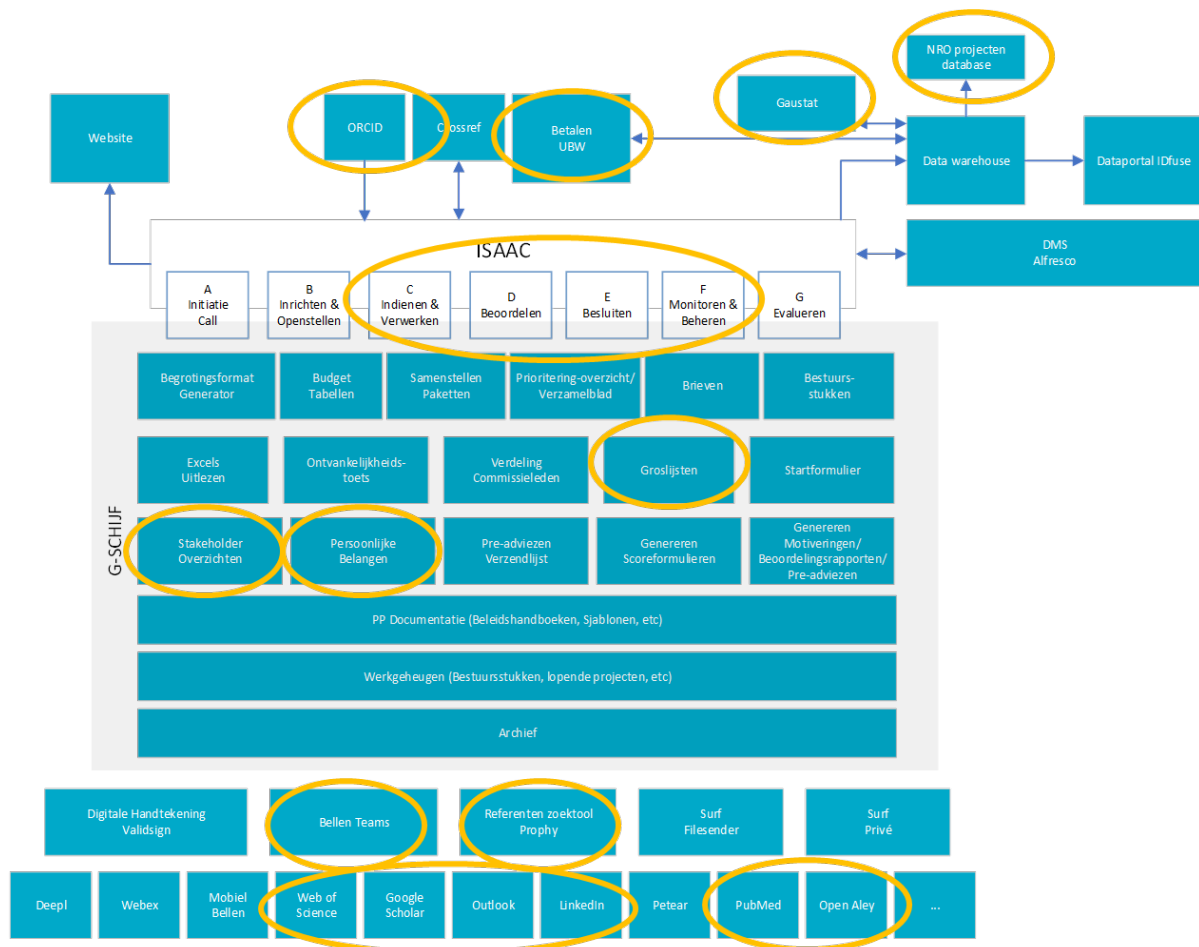 NRO projecten
database
Gaustat
Website
ORCID
Crossref
Betalen
UBW
Data warehouse
Dataportal IDfuse
ISAAC
DMS
Alfresco
A
Initiatie
Call
B
Inrichten &
Openstellen
C
Indienen &
Verwerken
D
Beoordelen
E
Besluiten
F
Monitoren &
Beheren
G
Evalueren
G-SCHIJF
Begrotingsformat
Generator
Budget
Tabellen
Samenstellen
Paketten
Prioritering-overzicht/
Verzamelblad
Brieven
Bestuurs-
stukken
Excels
Uitlezen
Ontvankelijkheids-
toets
Verdeling
Commissieleden
Groslijsten
Startformulier
Stakeholder
Overzichten
Persoonlijke
Belangen
Pre-adviezen
Verzendlijst
Genereren
Scoreformulieren
Genereren
Motiveringen/
Beoordelingsrapporten/
Pre-adviezen
PP Documentatie (Beleidshandboeken, Sjablonen, etc)
Werkgeheugen (Bestuursstukken, lopende projecten, etc)
Archief
Digitale Handtekening
Validsign
Bellen Teams
Referenten zoektool
Prophy
Surf
Filesender
Surf
Privé
Deepl
Webex
Mobiel
Bellen
Web of
Science
Google
Scholar
Outlook
LinkedIn
Petear
PubMed
Open Aley
...